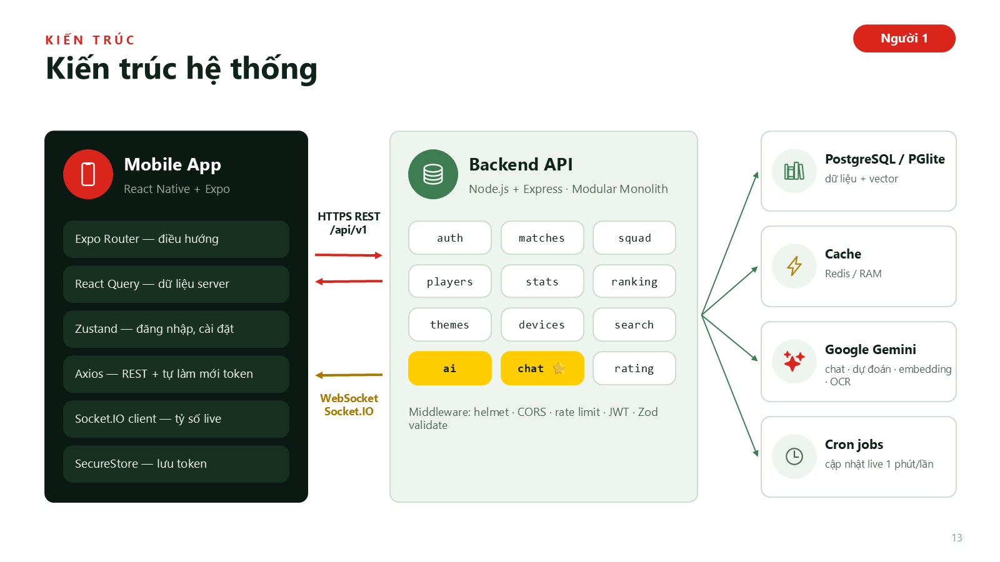 KIẾN TRÚC
Kiến trúc hệ thống
Người 1
Mobile App
React Native + Expo
Expo Router — điều hướng
React Query — dữ liệu server
Zustand — đăng nhập, cài đặt
Axios — REST + tự làm mới token
Socket.IO client — tỷ số live
SecureStore — lưu token
HTTPS REST
/api/v1
WebSocket
Socket.IO
Backend API
Node.js + Express · Modular Monolith
auth
matches
squad
players
stats
ranking
themes
devices
search
ai
chat ⭐
rating
Middleware: helmet · CORS · rate limit · JWT · Zod
validate
PostgreSQL / PGlite
dữ liệu + vector
Cache
Redis / RAM
Google Gemini
chat · dự đoán · embedding
· OCR
Cron jobs
cập nhật live 1 phút/lần
13